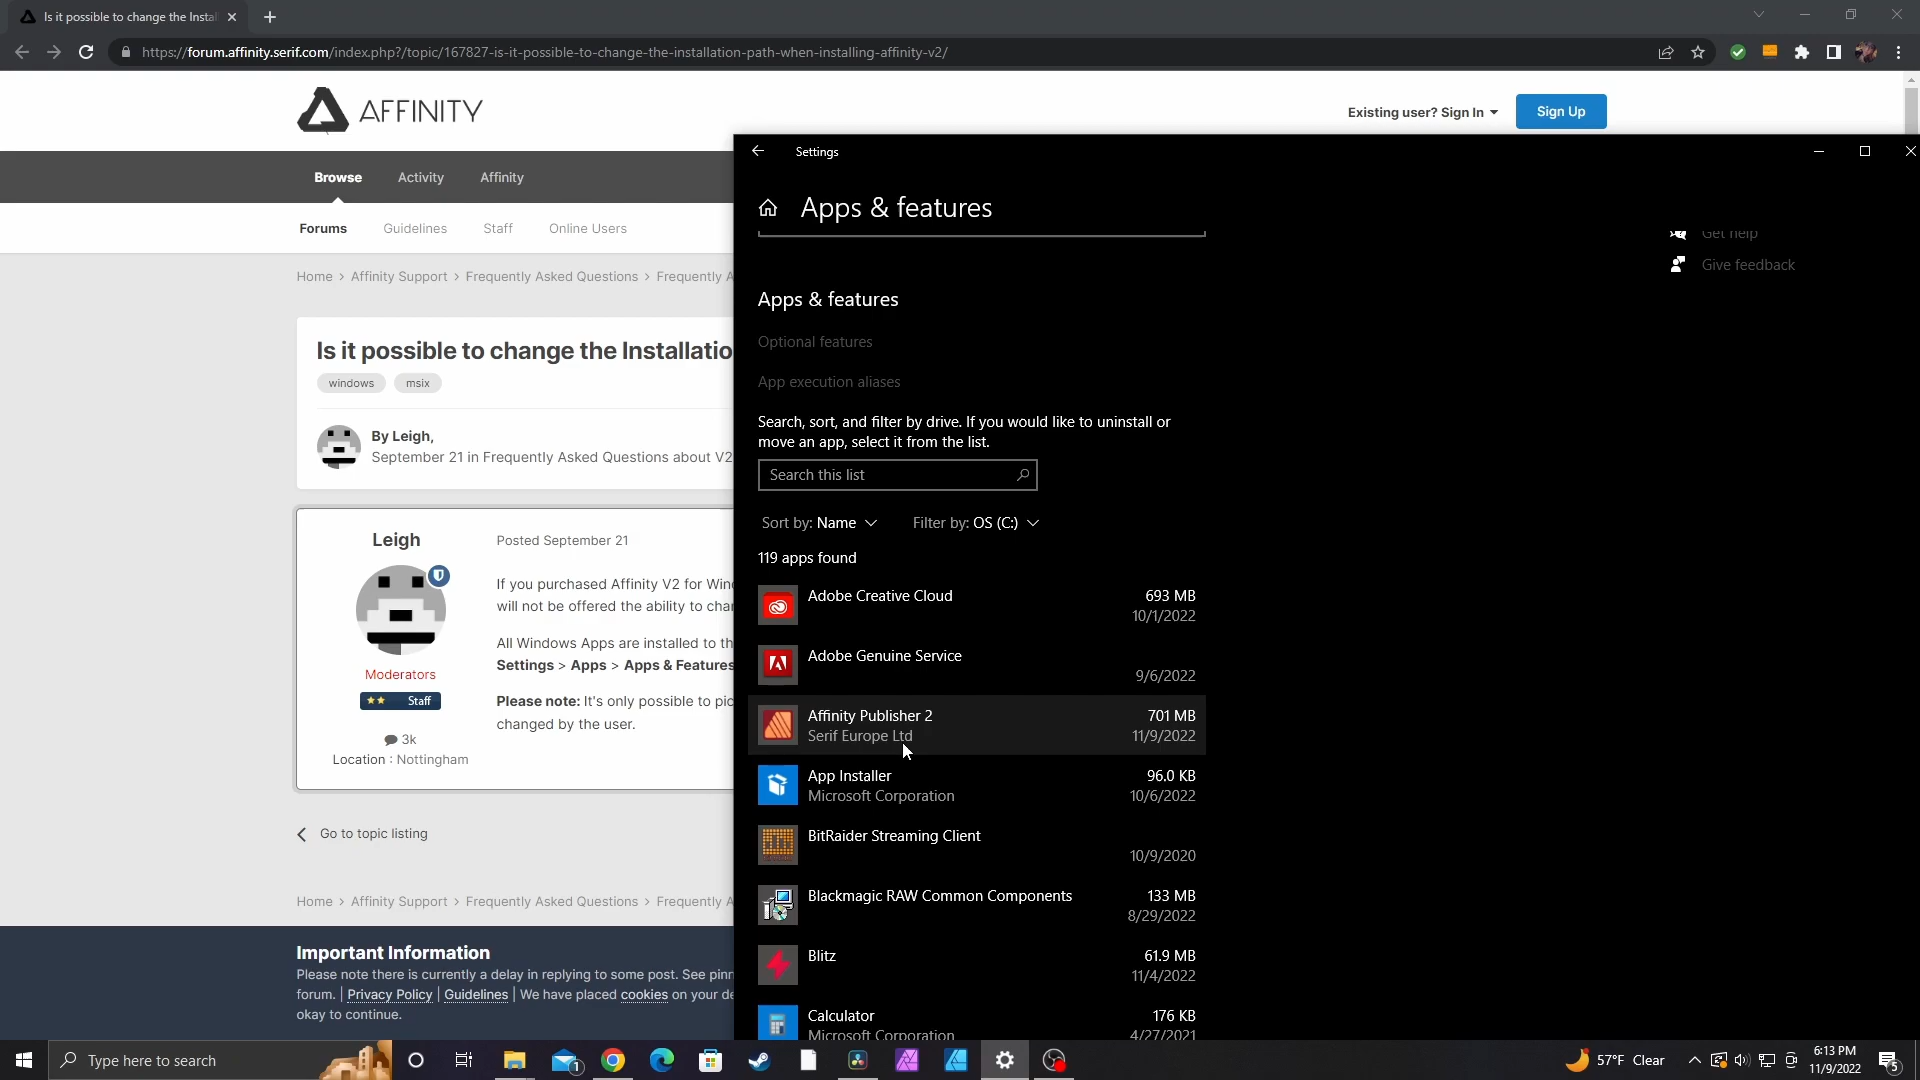 Is it possible to change the Instal
https://forum.affinity.serif.com/index.php?/topic/167827-is-it-possible-to-change-the-installation-path-when-installing-affinity-v2/
AFFINITY
Existing user? Sign In
Sign Up
Browse
Activity
Affinity
Forums
Guidelines
Staff
Online Users
Home > Affinity Support > Frequently Asked Questions > Frequently A
Is it possible to change the Installatio
windows
msix
By Leigh,
September 21 in Frequently Asked Questions about V2
Leigh
Posted September 21
If you purchased Affinity V2 for Win
will not be offered the ability to cha
All Windows Apps are installed to th
Settings > Apps > Apps & Features
Please note: It's only possible to pic
changed by the user.
Moderators
Staff
3k
Location : Nottingham
Go to topic listing
Home > Affinity Support > Frequently Asked Questions > Frequently A
Important Information
Please note there is currently a delay in replying to some post. See pinn
forum. | Privacy Policy | Guidelines | We have placed cookies on your de
okay to continue.
Settings
Apps & features
Get help
Give feedback
Apps & features
Optional features
App execution aliases
Search, sort, and filter by drive. If you would like to uninstall or
move an app, select it from the list.
Search this list
Sort by: Name
Filter by: OS (C:)
119 apps found
Adobe Creative Cloud 693 MB
10/1/2022
Adobe Genuine Service
9/6/2022
Affinity Publisher 2 701 MB
Serif Europe Ltd 11/9/2022
App Installer 96.0 KB
Microsoft Corporation 10/6/2022
BitRaider Streaming Client
10/9/2020
Blackmagic RAW Common Components 133 MB
8/29/2022
Blitz 61.9 MB
11/4/2022
Calculator 176 KB
Microsoft Corporation 4/27/2021
Type here to search
1
57°F Clear
6:13 PM
11/9/2022
5